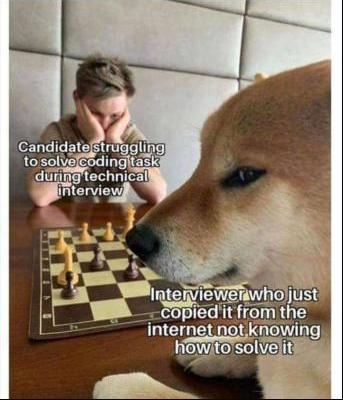 Candidate struggling
to solve coding task
during technical
interview
Interviewer who just
copied it from the
internet not knowing
how to solve it